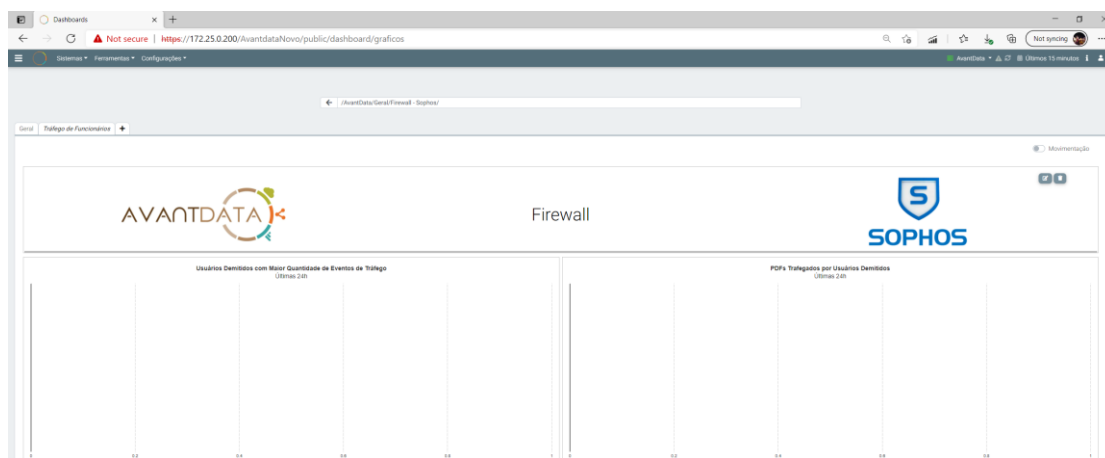 Dashboards
Not secure | https://172.25.0.200/AvantdataNovo/public/dashboard/graficos
Not syncing
Sistemas Ferramentas Configurações
AvantData Últimos 15 minutos
/AvantData/Geral/Firewall - Sophos/
Geral Tráfego de Funcionários
Movimentação
AVANTDATA
Firewall
S
SOPHOS
Usuários Demitidos com Maior Quantidade de Eventos de Tráfego
Últimas 24h
PDFs Trafegados por Usuários Demitidos
Últimas 24h
0 0.2 0.4 0.6 0.8 1
0 0.2 0.4 0.6 0.8 1